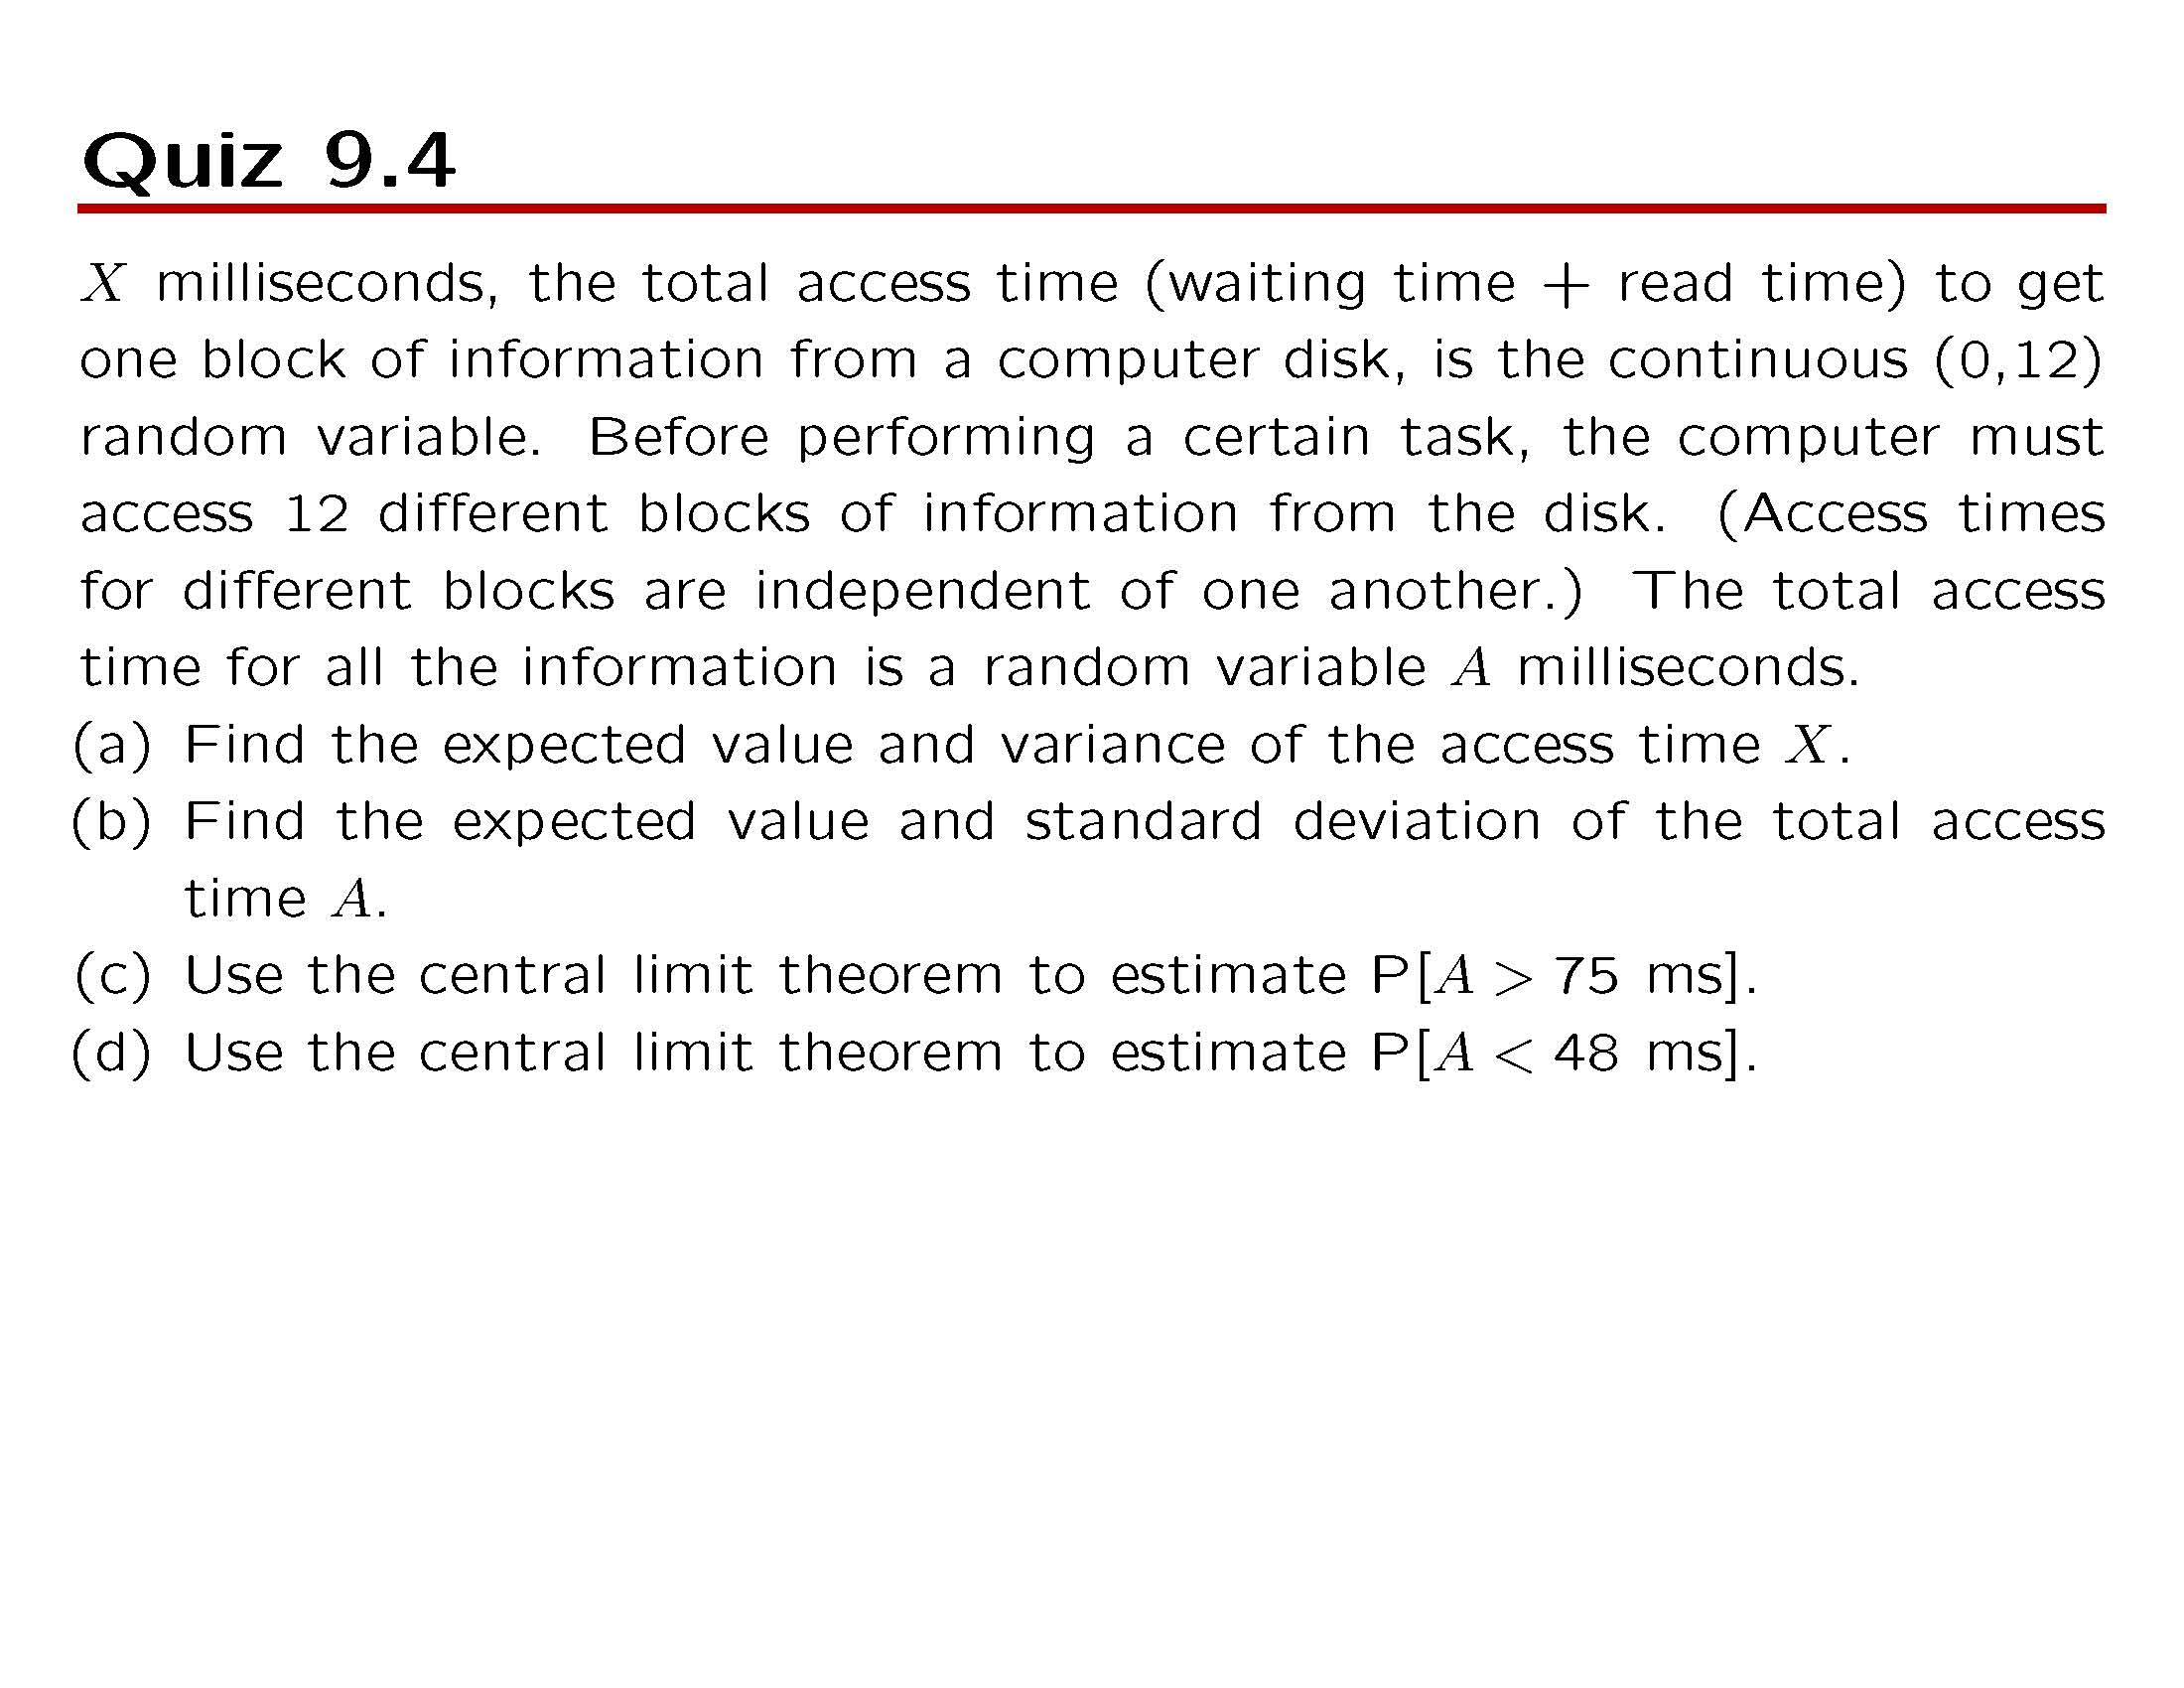 Quiz 9.4
X milliseconds, the total access time (waiting time + read time) to get
one block of information from a computer disk, is the continuous (0,12)
random variable. Before performing a certain task, the computer must
access 12 different blocks of information from the disk. (Access times
for different blocks are independent of one another.) The total access
time for all the information is a random variable A milliseconds.
(a) Find the expected value and variance of the access time X.
(b) Find the expected value and standard deviation of the total access
time A.
(c) Use the central limit theorem to estimate P[A > 75 ms].
(d) Use the central limit theorem to estimate P[A < 48 ms].